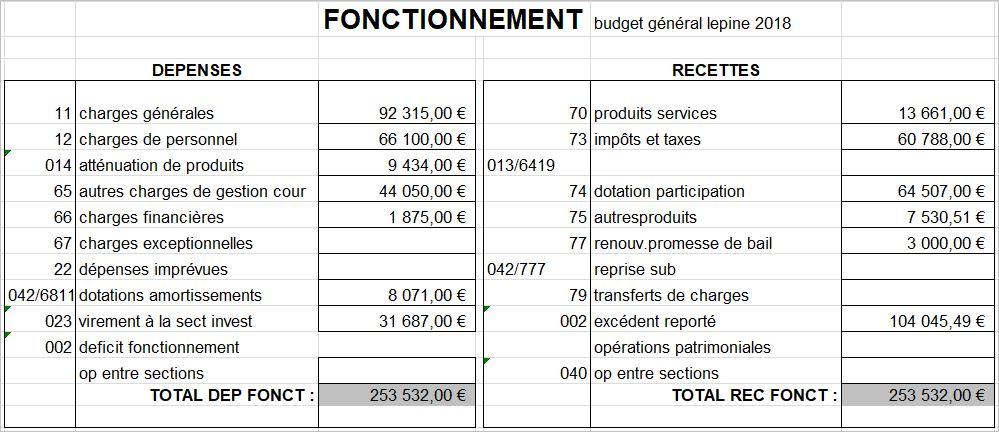 FONCTIONNEMENT budget général lepine 2018
DEPENSES RECETTES
11 charges générales 92 315,00 € 70 produits services 13 661,00 €
12 charges de personnel 66 100,00 € 73 impôts et taxes 60 788,00 €
014 atténuation de produits 9 434,00 € 013/6419
65 autres charges de gestion cour 44 050,00 € 74 dotation participation 64 507,00 €
66 charges financières 1 875,00 € 75 autresproduits 7 530,51 €
67 charges exceptionnelles 77 renouv.promesse de bail 3 000,00 €
22 dépenses imprévues 042/777 reprise sub
042/6811 dotations amortissements 8 071,00 € 79 transferts de charges
023 virement à la sect invest 31 687,00 € 002 excédent reporté 104 045,49 €
002 deficit fonctionnement opérations patrimoniales
op entre sections 040 op entre sections
TOTAL DEP FONCT : 253 532,00 € TOTAL REC FONCT : 253 532,00 €